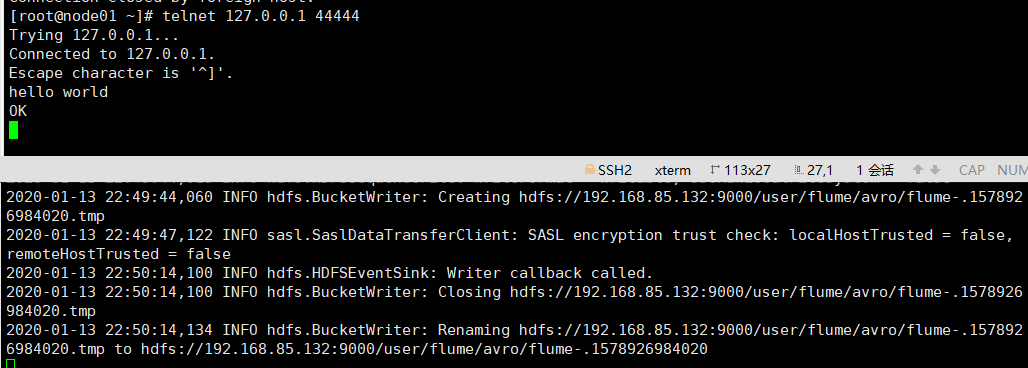 [root@node01 ~]# telnet 127.0.0.1 44444
Trying 127.0.0.1...
Connected to 127.0.0.1.
Escape character is '^]'.
hello world
OK
SSH2 xterm 113x27 27,1 1 会话 CAP NUM
2020-01-13 22:49:44,060 INFO hdfs.BucketWriter: Creating hdfs://192.168.85.132:9000/user/flume/avro/flume-.157892
6984020.tmp
2020-01-13 22:49:47,122 INFO sasl.SaslDataTransferClient: SASL encryption trust check: localHostTrusted = false,
remoteHostTrusted = false
2020-01-13 22:50:14,100 INFO hdfs.HDFSEventSink: Writer callback called.
2020-01-13 22:50:14,100 INFO hdfs.BucketWriter: Closing hdfs://192.168.85.132:9000/user/flume/avro/flume-.1578926
984020.tmp
2020-01-13 22:50:14,134 INFO hdfs.BucketWriter: Renaming hdfs://192.168.85.132:9000/user/flume/avro/flume-.157892
6984020.tmp to hdfs://192.168.85.132:9000/user/flume/avro/flume-.1578926984020